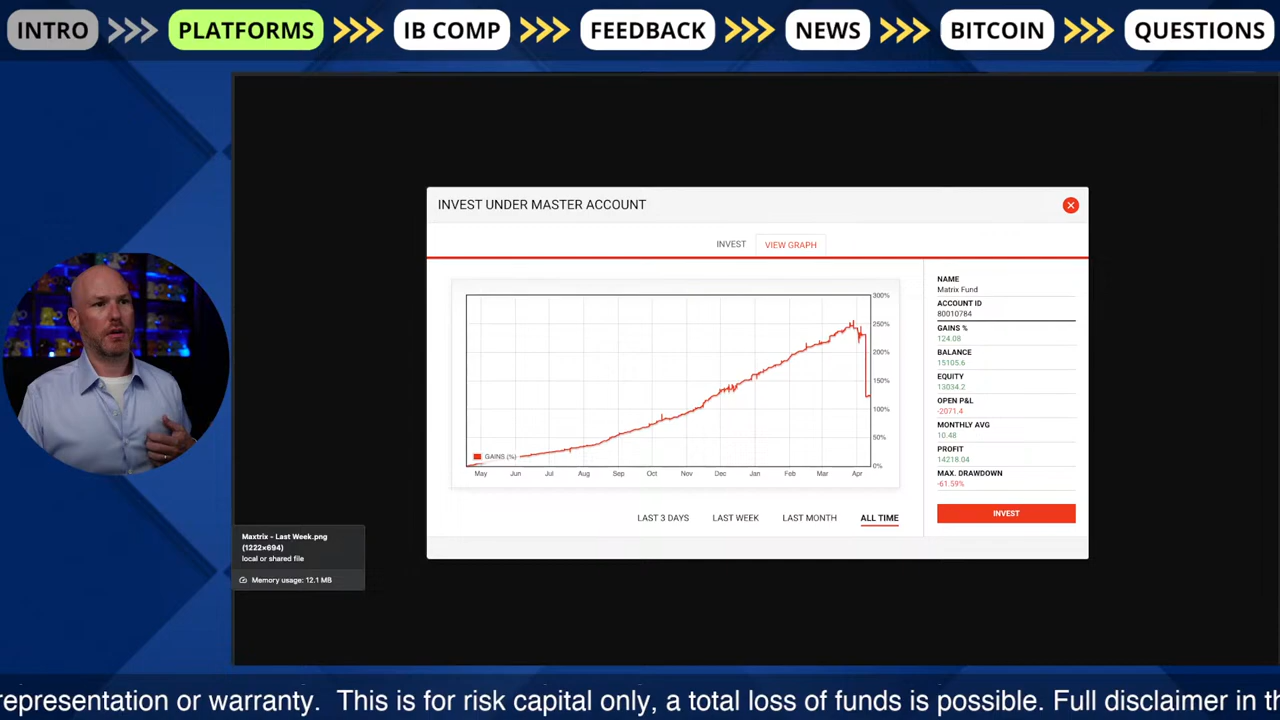 INTRO PLATFORMS IB COMP FEEDBACK NEWS BITCOIN QUESTIONS
INVEST UNDER MASTER ACCOUNT
INVEST VIEW GRAPH
300%
250%
200%
150%
100%
50%
0%
GAINS (%)
May Jun Jul Aug Sep Oct Nov Dec Jan Feb Mar Apr
LAST 3 DAYS LAST WEEK LAST MONTH ALL TIME
NAME
Matrix Fund
ACCOUNT ID
80010784
GAINS %
124.08
BALANCE
15105.6
EQUITY
13034.2
OPEN P&L
-2071.4
MONTHLY AVG
10.48
PROFIT
14218.04
MAX. DRAWDOWN
-61.59%
INVEST
Maxtrix - Last Week.png
(1222×694)
local or shared file
Memory usage: 12.1 MB
representation or warranty. This is for risk capital only, a total loss of funds is possible. Full disclaimer in th